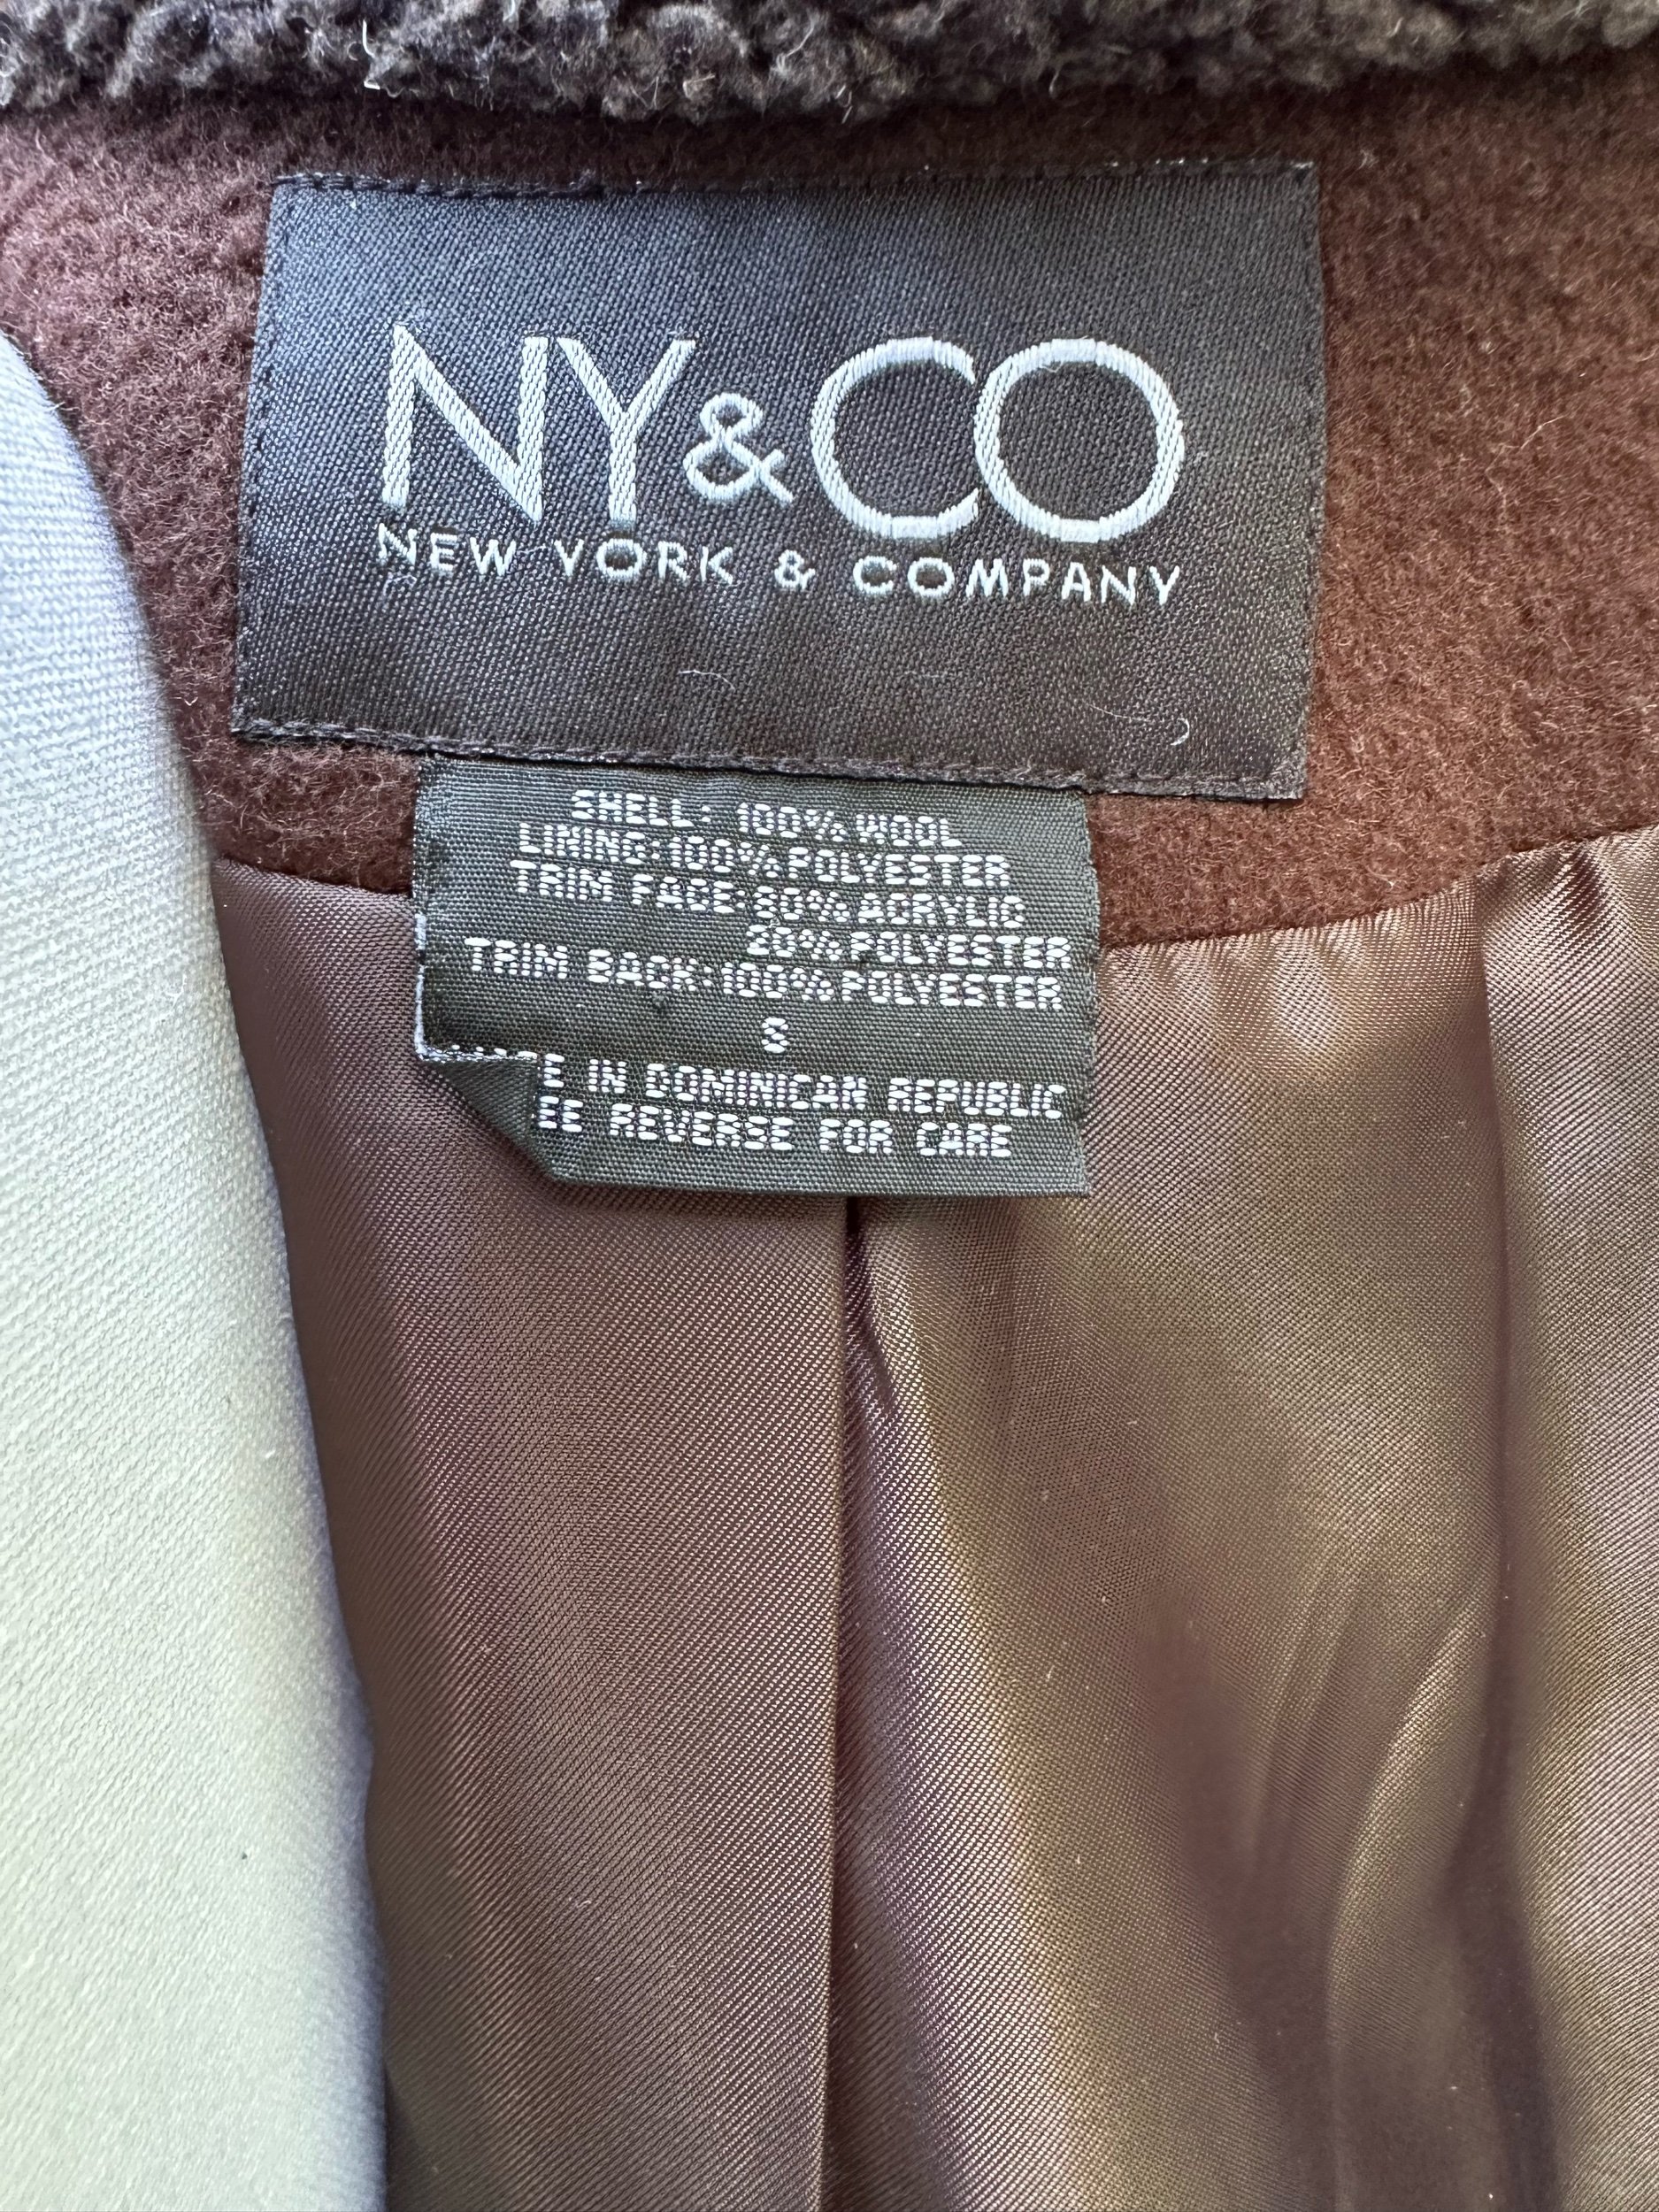 NY&CO
NEW YORK & COMPANY
SHELL: 100% WOOL
LINING: 100% POLYESTER
TRIM FACE: 80% ACRYLIC
20% POLYESTER
TRIM BACK: 100% POLYESTER
S
E IN DOMINICAN REPUBLIC
EE REVERSE FOR CARE